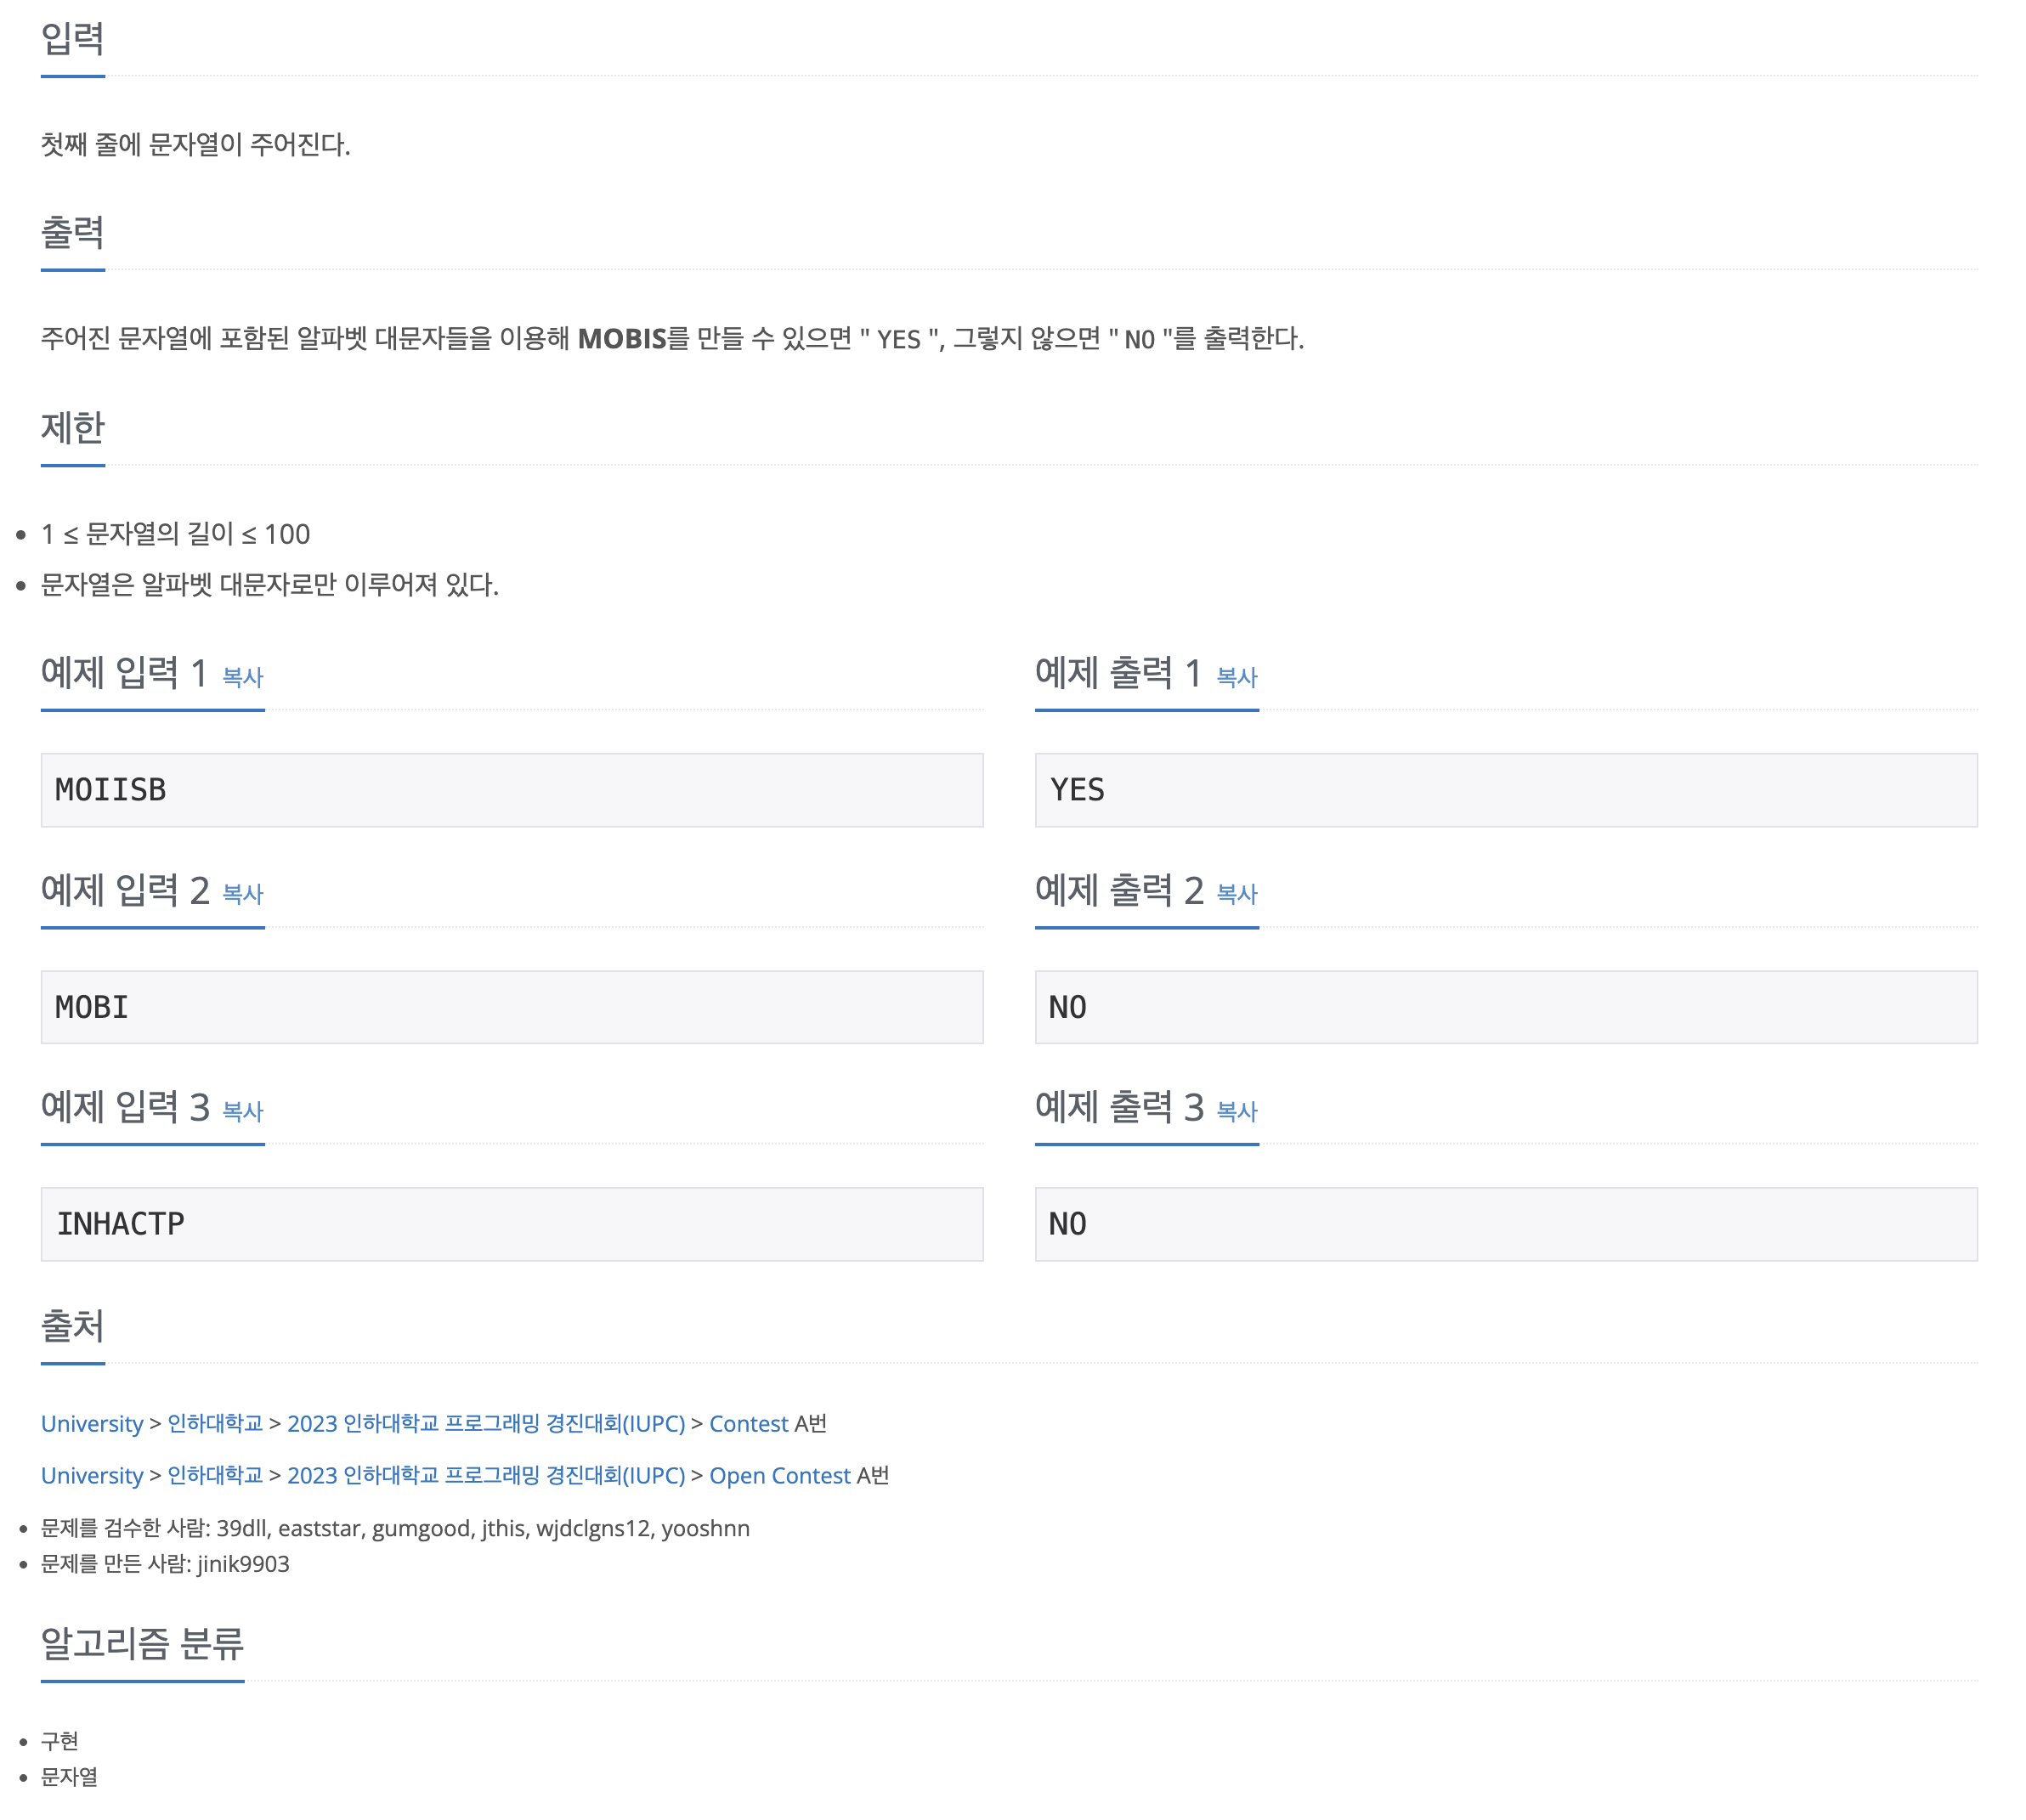 입력
첫째 줄에 문자열이 주어진다.
출력
주어진 문자열에 포함된 알파벳 대문자들을 이용해 MOBIS를 만들 수 있으면 " YES ", 그렇지 않으면 " NO "를 출력한다.
제한
• 1 ≤ 문자열의 길이 ≤ 100
• 문자열은 알파벳 대문자로만 이루어져 있다.
예제 입력 1 복사
MOIISB
예제 출력 1 복사
YES
예제 입력 2 복사
MOBI
예제 출력 2 복사
NO
예제 입력 3 복사
INHACTP
예제 출력 3 복사
NO
출처
University > 인하대학교 > 2023 인하대학교 프로그래밍 경진대회(IUPC) > Contest A번
University > 인하대학교 > 2023 인하대학교 프로그래밍 경진대회(IUPC) > Open Contest A번
• 문제를 검수한 사람: 39dll, eaststar, gumgood, jthis, wjdclgns12, yooshnn
• 문제를 만든 사람: jinik9903
알고리즘 분류
• 구현
• 문자열